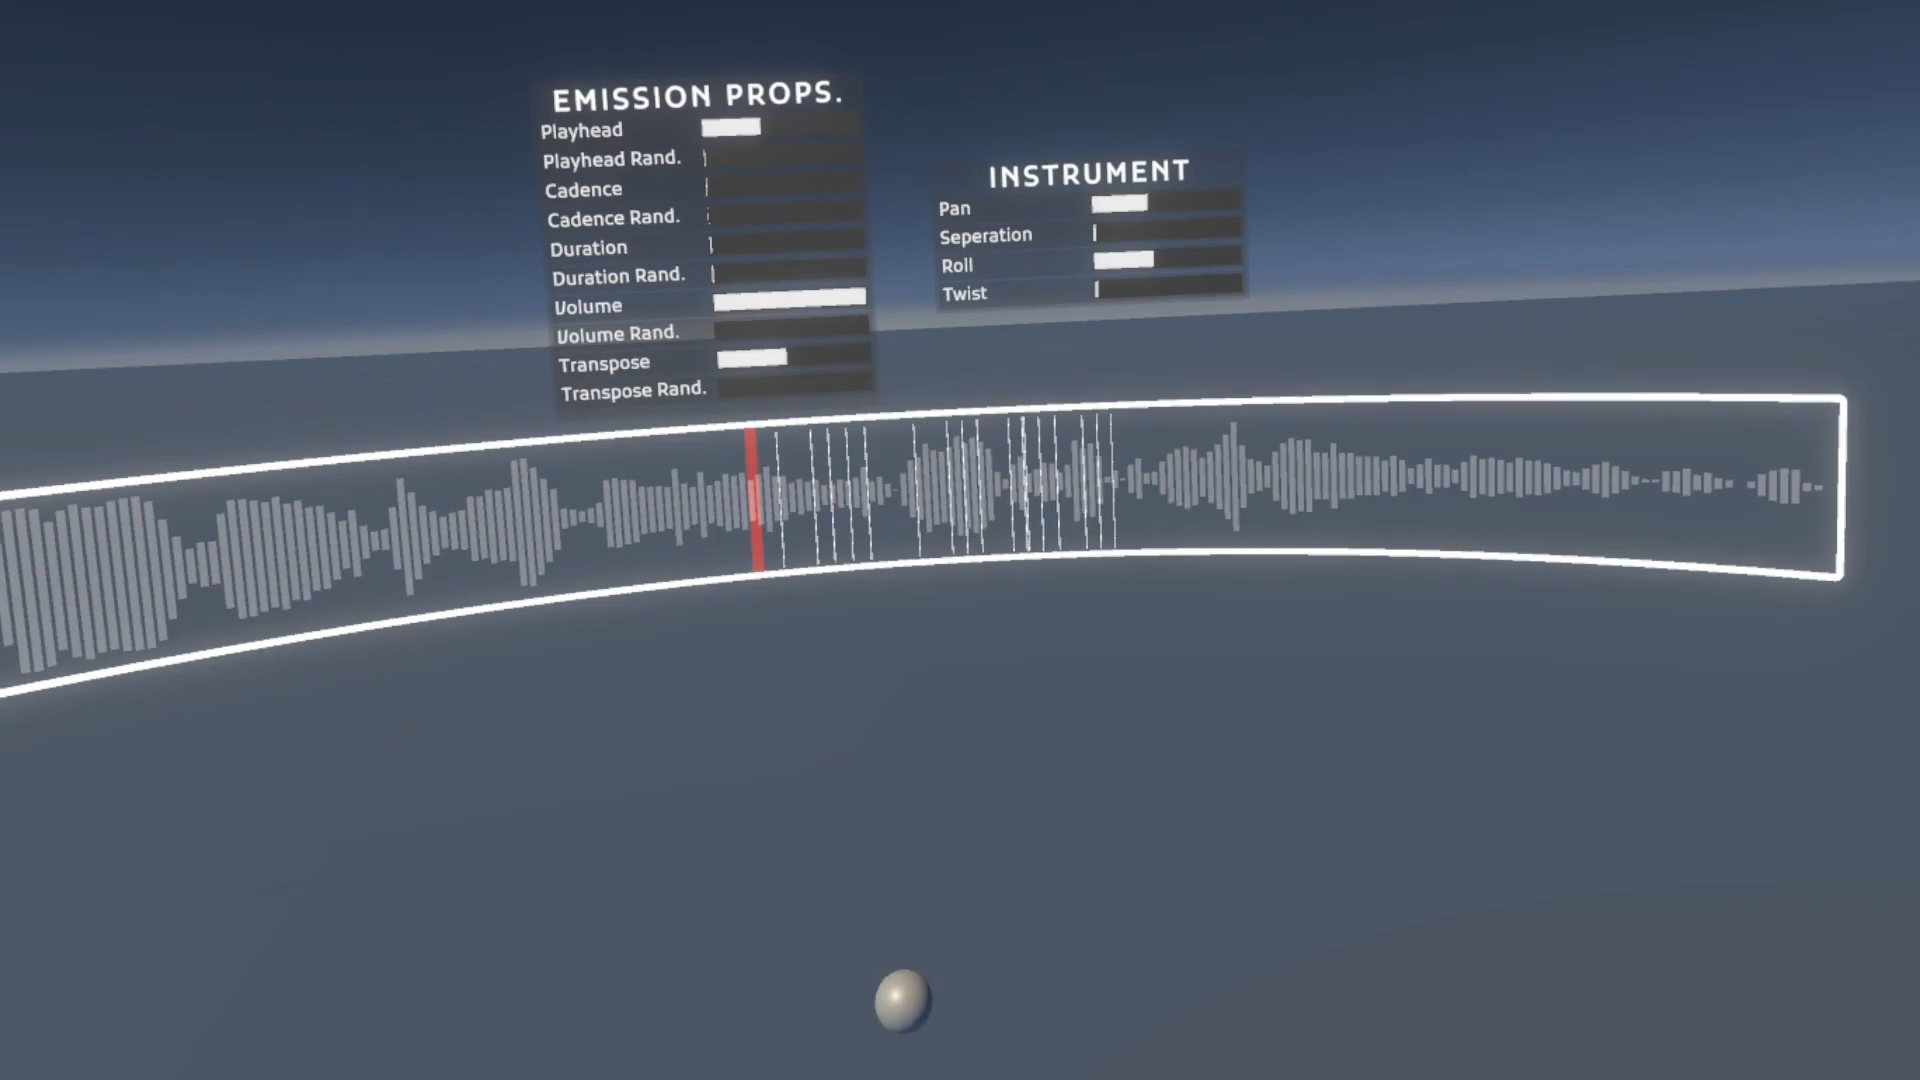 EMISSION PROPS.
Playhead
Playhead Rand.
Cadence
Cadence Rand.
Duration
Duration Rand.
Volume
Volume Rand.
Transpose
Transpose Rand.
INSTRUMENT
Pan
Seperation
Roll
Twist